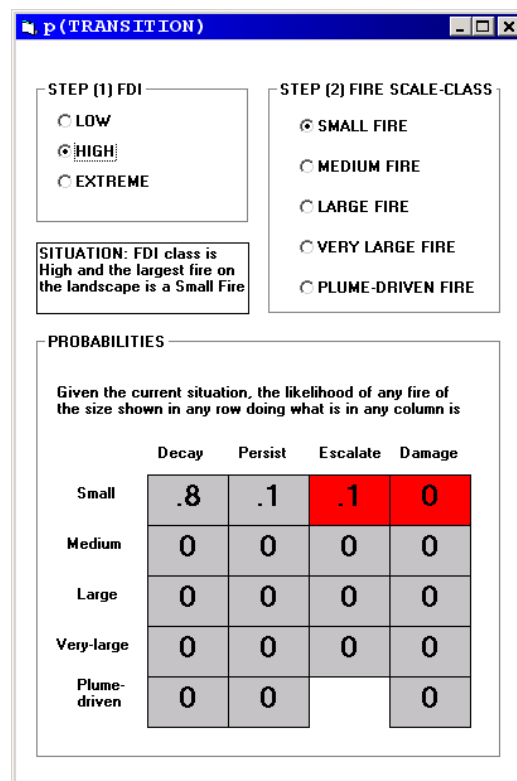 p(TRANSITION)
STEP (1) FDI
LOW
HIGH
EXTREME
STEP (2) FIRE SCALE-CLASS
SMALL FIRE
MEDIUM FIRE
LARGE FIRE
VERY LARGE FIRE
PLUME-DRIVEN FIRE
SITUATION: FDI class is
High and the largest fire on
the landscape is a Small Fire
PROBABILITIES
Given the current situation, the likelihood of any fire of
the size shown in any row doing what is in any column is
Decay Persist Escalate Damage
Small .8 .1 .1 0
Medium 0 0 0 0
Large 0 0 0 0
Very-large 0 0 0 0
Plume-
driven 0 0 0